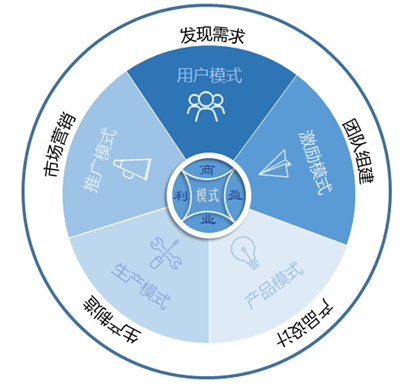 发现需求
用户模式
团队组建
激励模式
产品设计
产品模式
生产制造
生产模式
市场营销
推广模式
商
利 模式 盈
业